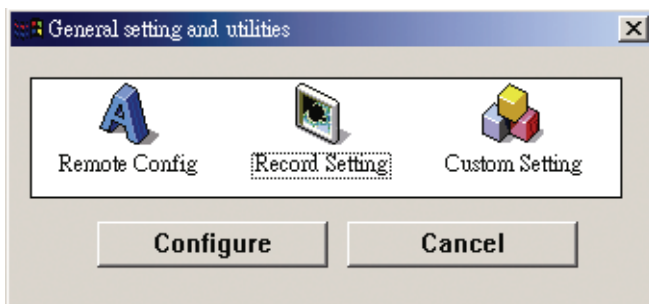 General setting and utilities
Remote Config Record Setting Custom Setting
Configure Cancel